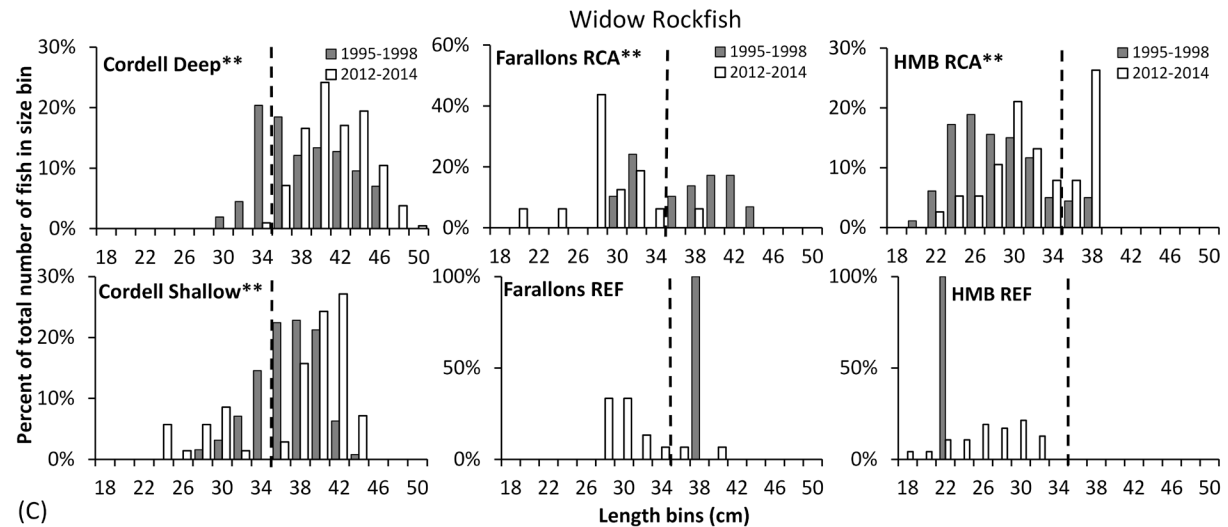 Widow Rockfish
Percent of total number of fish in size bin
30%
20%
10%
0%
Cordell Deep**
1995-1998
2012-2014
18 22 26 30 34 38 42 46 50
60%
40%
20%
0%
Farallons RCA**
1995-1998
2012-2014
18 22 26 30 34 38 42 46 50
30%
20%
10%
0%
HMB RCA**
1995-1998
2012-2014
18 22 26 30 34 38 42 46 50
30%
20%
10%
0%
Cordell Shallow**
18 22 26 30 34 38 42 46 50
100%
50%
0%
Farallons REF
18 22 26 30 34 38 42 46 50
100%
50%
0%
HMB REF
18 22 26 30 34 38 42 46 50
(C)
Length bins (cm)